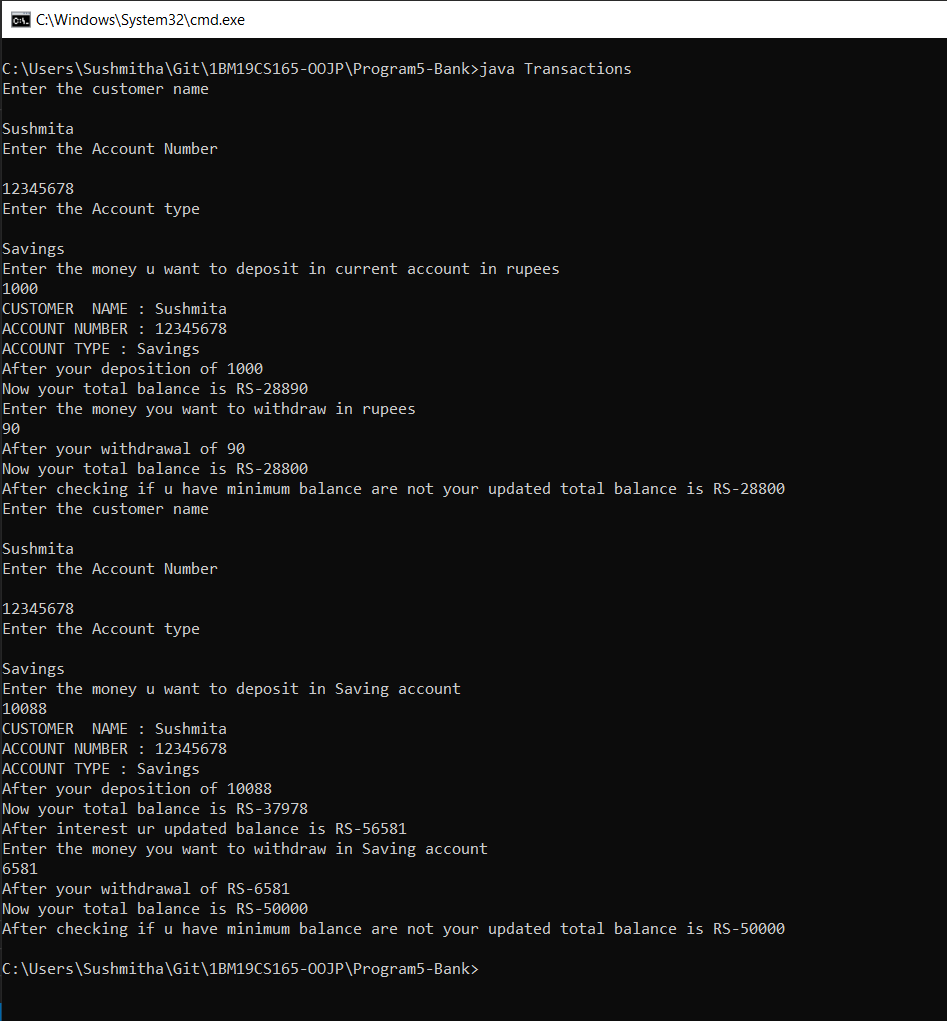 C:\Windows\System32\cmd.exe
C:\Users\Sushmitha\Git\1BM19CS165-OOJP\Program5-Bank>java Transactions
Enter the customer name
Sushmita
Enter the Account Number
12345678
Enter the Account type
Savings
Enter the money u want to deposit in current account in rupees
1000
CUSTOMER  NAME : Sushmita
ACCOUNT NUMBER : 12345678
ACCOUNT TYPE : Savings
After your deposition of 1000
Now your total balance is RS-28890
Enter the money you want to withdraw in rupees
90
After your withdrawal of 90
Now your total balance is RS-28800
After checking if u have minimum balance are not your updated total balance is RS-28800
Enter the customer name
Sushmita
Enter the Account Number
12345678
Enter the Account type
Savings
Enter the money u want to deposit in Saving account
10088
CUSTOMER  NAME : Sushmita
ACCOUNT NUMBER : 12345678
ACCOUNT TYPE : Savings
After your deposition of 10088
Now your total balance is RS-37978
After interest ur updated balance is RS-56581
Enter the money you want to withdraw in Saving account
6581
After your withdrawal of RS-6581
Now your total balance is RS-50000
After checking if u have minimum balance are not your updated total balance is RS-50000
C:\Users\Sushmitha\Git\1BM19CS165-OOJP\Program5-Bank>